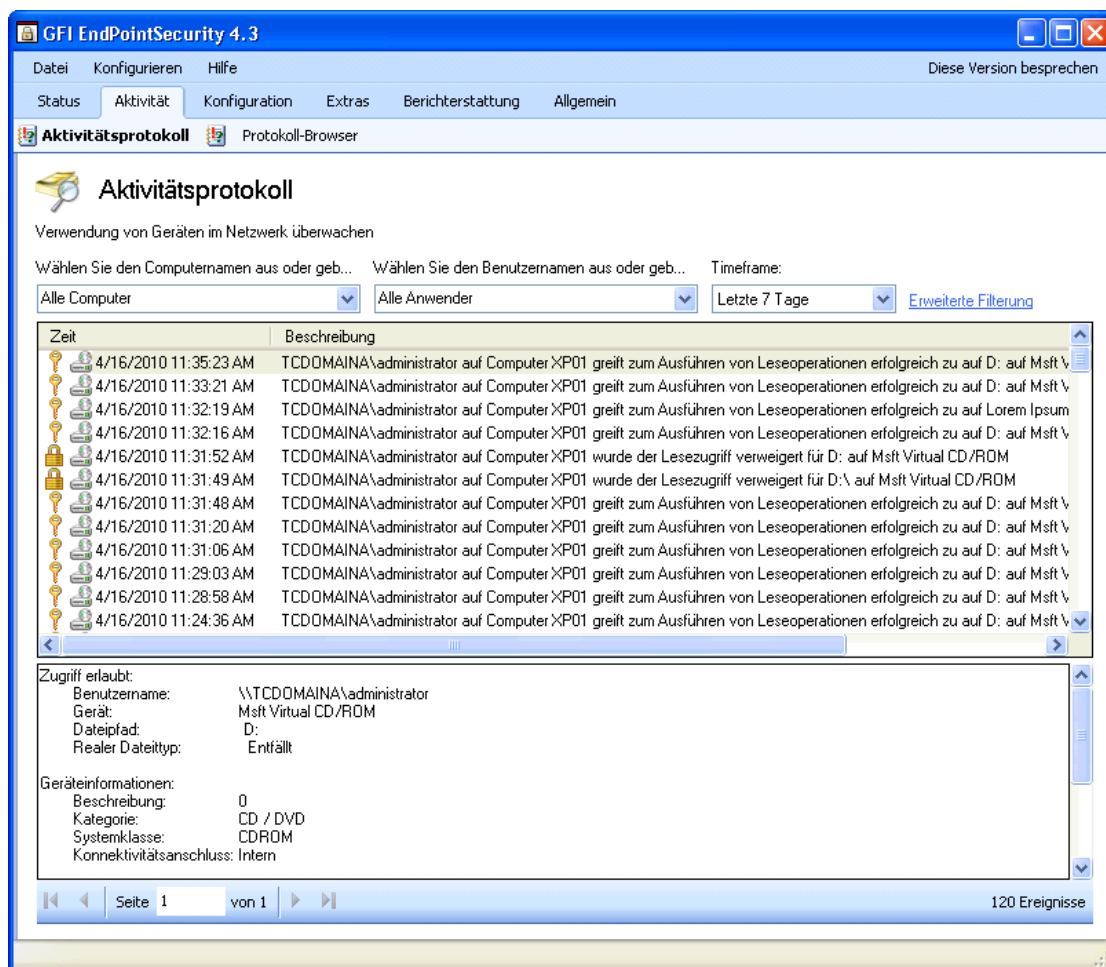 GFI EndPointSecurity 4.3
Datei Konfigurieren Hilfe Diese Version besprechen
Status Aktivität Konfiguration Extras Berichterstattung Allgemein
Aktivitätsprotokoll Protokoll-Browser
Aktivitätsprotokoll
Verwendung von Geräten im Netzwerk überwachen
Wählen Sie den Computernamen aus oder geb... Wählen Sie den Benutzernamen aus oder geb... Timeframe:
Alle Computer Alle Anwender Letzte 7 Tage Erweiterte Filterung
Zeit Beschreibung
4/16/2010 11:35:23 AM TCDOMAINA\administrator auf Computer XP01 greift zum Ausführen von Leseoperationen erfolgreich zu auf D: auf Msft V
4/16/2010 11:33:21 AM TCDOMAINA\administrator auf Computer XP01 greift zum Ausführen von Leseoperationen erfolgreich zu auf D: auf Msft V
4/16/2010 11:32:19 AM TCDOMAINA\administrator auf Computer XP01 greift zum Ausführen von Leseoperationen erfolgreich zu auf Lorem Ipsum
4/16/2010 11:32:16 AM TCDOMAINA\administrator auf Computer XP01 greift zum Ausführen von Leseoperationen erfolgreich zu auf D: auf Msft V
4/16/2010 11:31:52 AM TCDOMAINA\administrator auf Computer XP01 wurde der Lesezugriff verweigert für D: auf Msft Virtual CD/ROM
4/16/2010 11:31:49 AM TCDOMAINA\administrator auf Computer XP01 wurde der Lesezugriff verweigert für D:\ auf Msft Virtual CD/ROM
4/16/2010 11:31:48 AM TCDOMAINA\administrator auf Computer XP01 greift zum Ausführen von Leseoperationen erfolgreich zu auf D: auf Msft V
4/16/2010 11:31:20 AM TCDOMAINA\administrator auf Computer XP01 greift zum Ausführen von Leseoperationen erfolgreich zu auf D: auf Msft V
4/16/2010 11:31:06 AM TCDOMAINA\administrator auf Computer XP01 greift zum Ausführen von Leseoperationen erfolgreich zu auf D: auf Msft V
4/16/2010 11:29:03 AM TCDOMAINA\administrator auf Computer XP01 greift zum Ausführen von Leseoperationen erfolgreich zu auf D: auf Msft V
4/16/2010 11:28:58 AM TCDOMAINA\administrator auf Computer XP01 greift zum Ausführen von Leseoperationen erfolgreich zu auf D: auf Msft V
4/16/2010 11:24:36 AM TCDOMAINA\administrator auf Computer XP01 greift zum Ausführen von Leseoperationen erfolgreich zu auf D: auf Msft V
Zugriff erlaubt:
Benutzername: \\TCDOMAINA\administrator
Gerät: Msft Virtual CD/ROM
Dateipfad: D:
Realer Dateittyp: Entfällt
Geräteinformationen:
Beschreibung: 0
Kategorie: CD / DVD
Systemklasse: CDROM
Konnektivitätsanschluss: Intern
Seite 1 von 1 120 Ereignisse